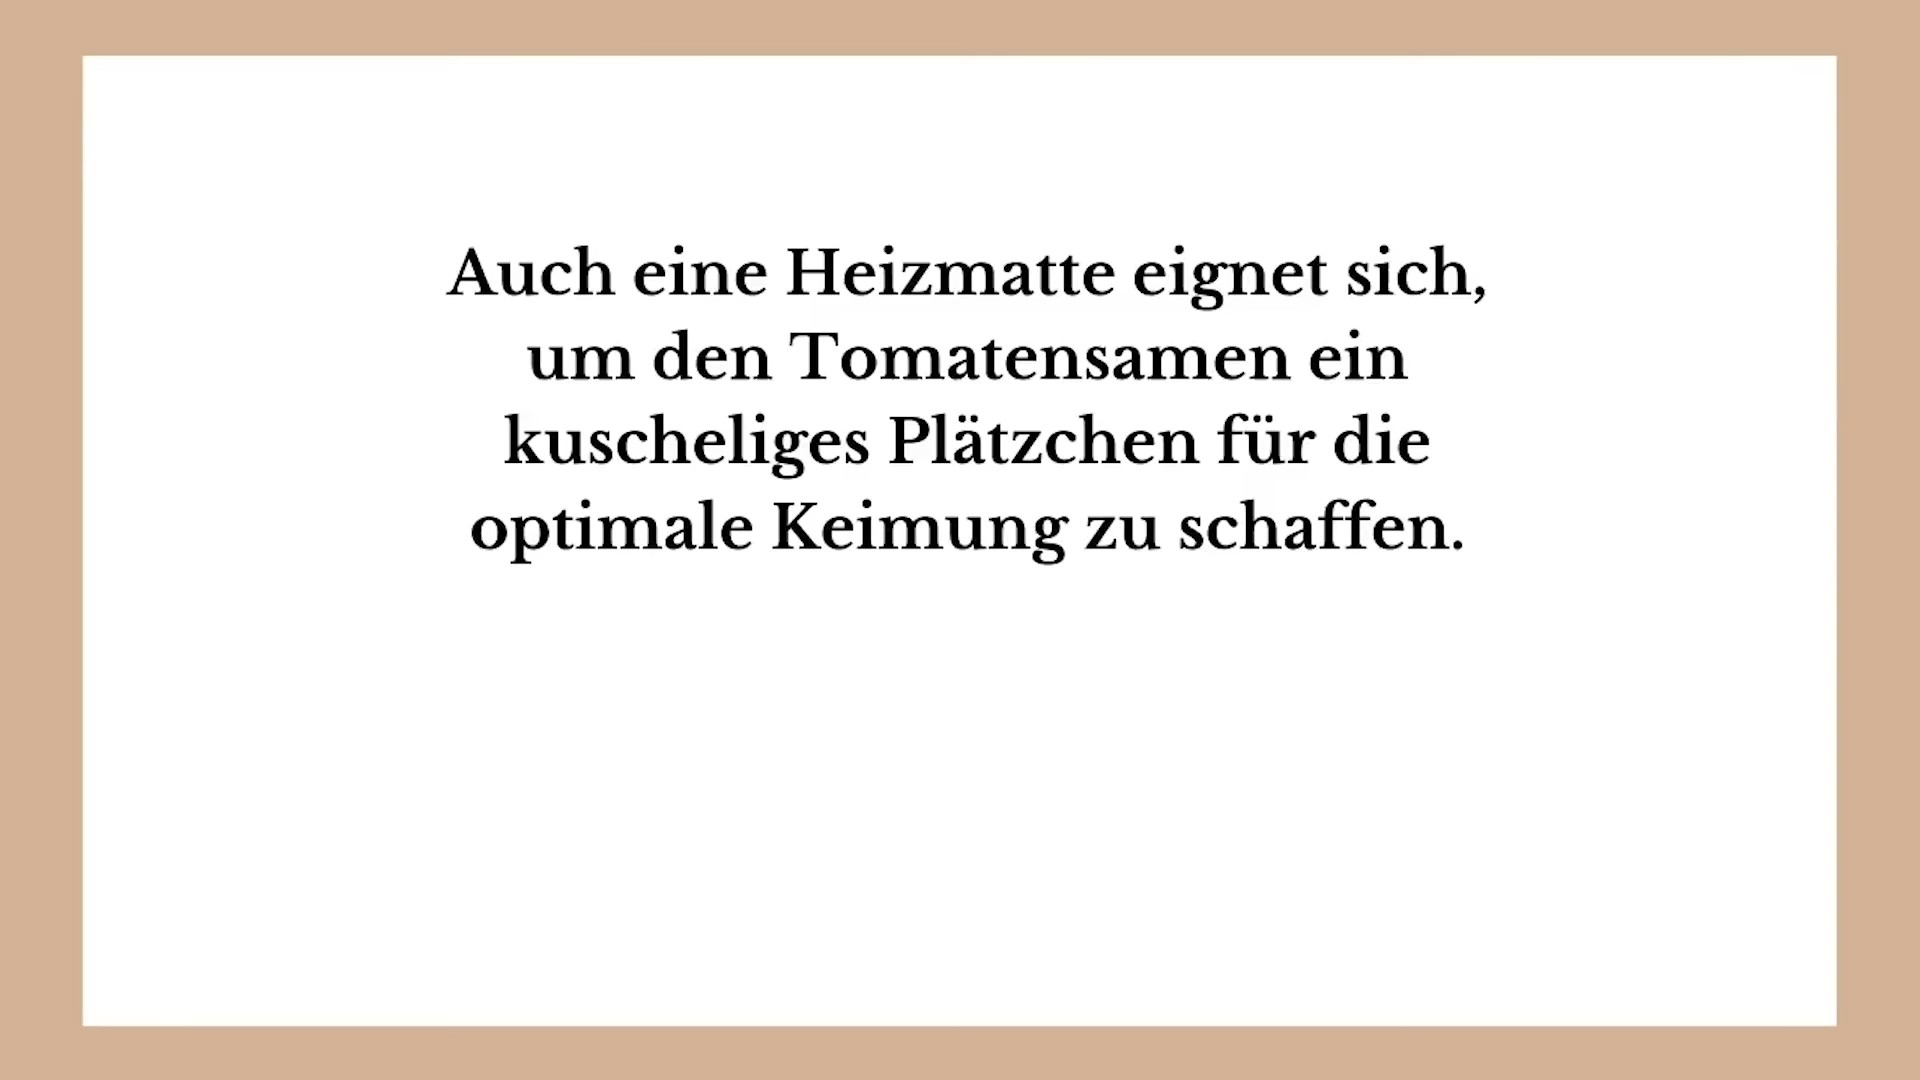 Auch eine Heizmatte eignet sich,
um den Tomatensamen ein
kuscheliges Plätzchen für die
optimale Keimung zu schaffen.